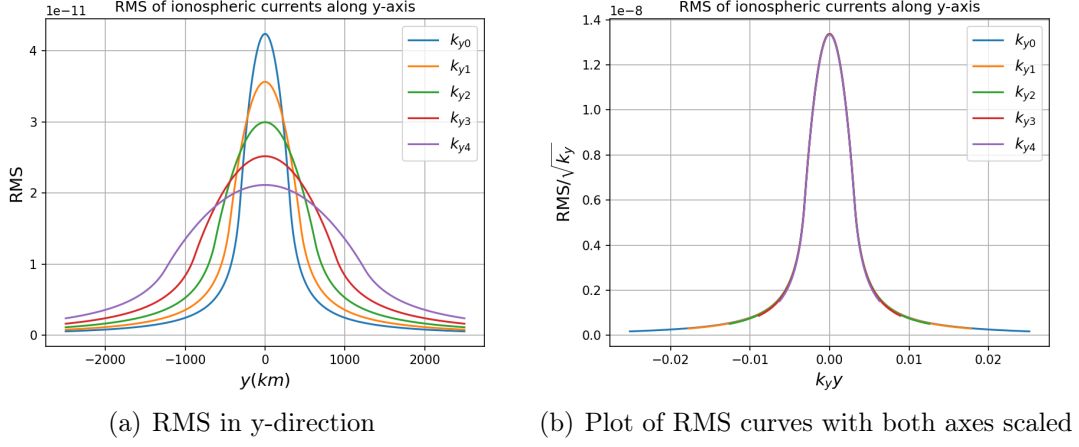 RMS of ionospheric currents along y-axis
1e−11
4
3
2
1
0
RMS
−2000
−1000
0
1000
2000
y(km)
k_{y0}
k_{y1}
k_{y2}
k_{y3}
k_{y4}
(a) RMS in y-direction
RMS of ionospheric currents along y-axis
1e−8
1.4
1.2
1.0
0.8
0.6
0.4
0.2
0.0
RMS/√k_y
−0.02
−0.01
0.00
0.01
0.02
k_y y
k_{y0}
k_{y1}
k_{y2}
k_{y3}
k_{y4}
(b) Plot of RMS curves with both axes scaled